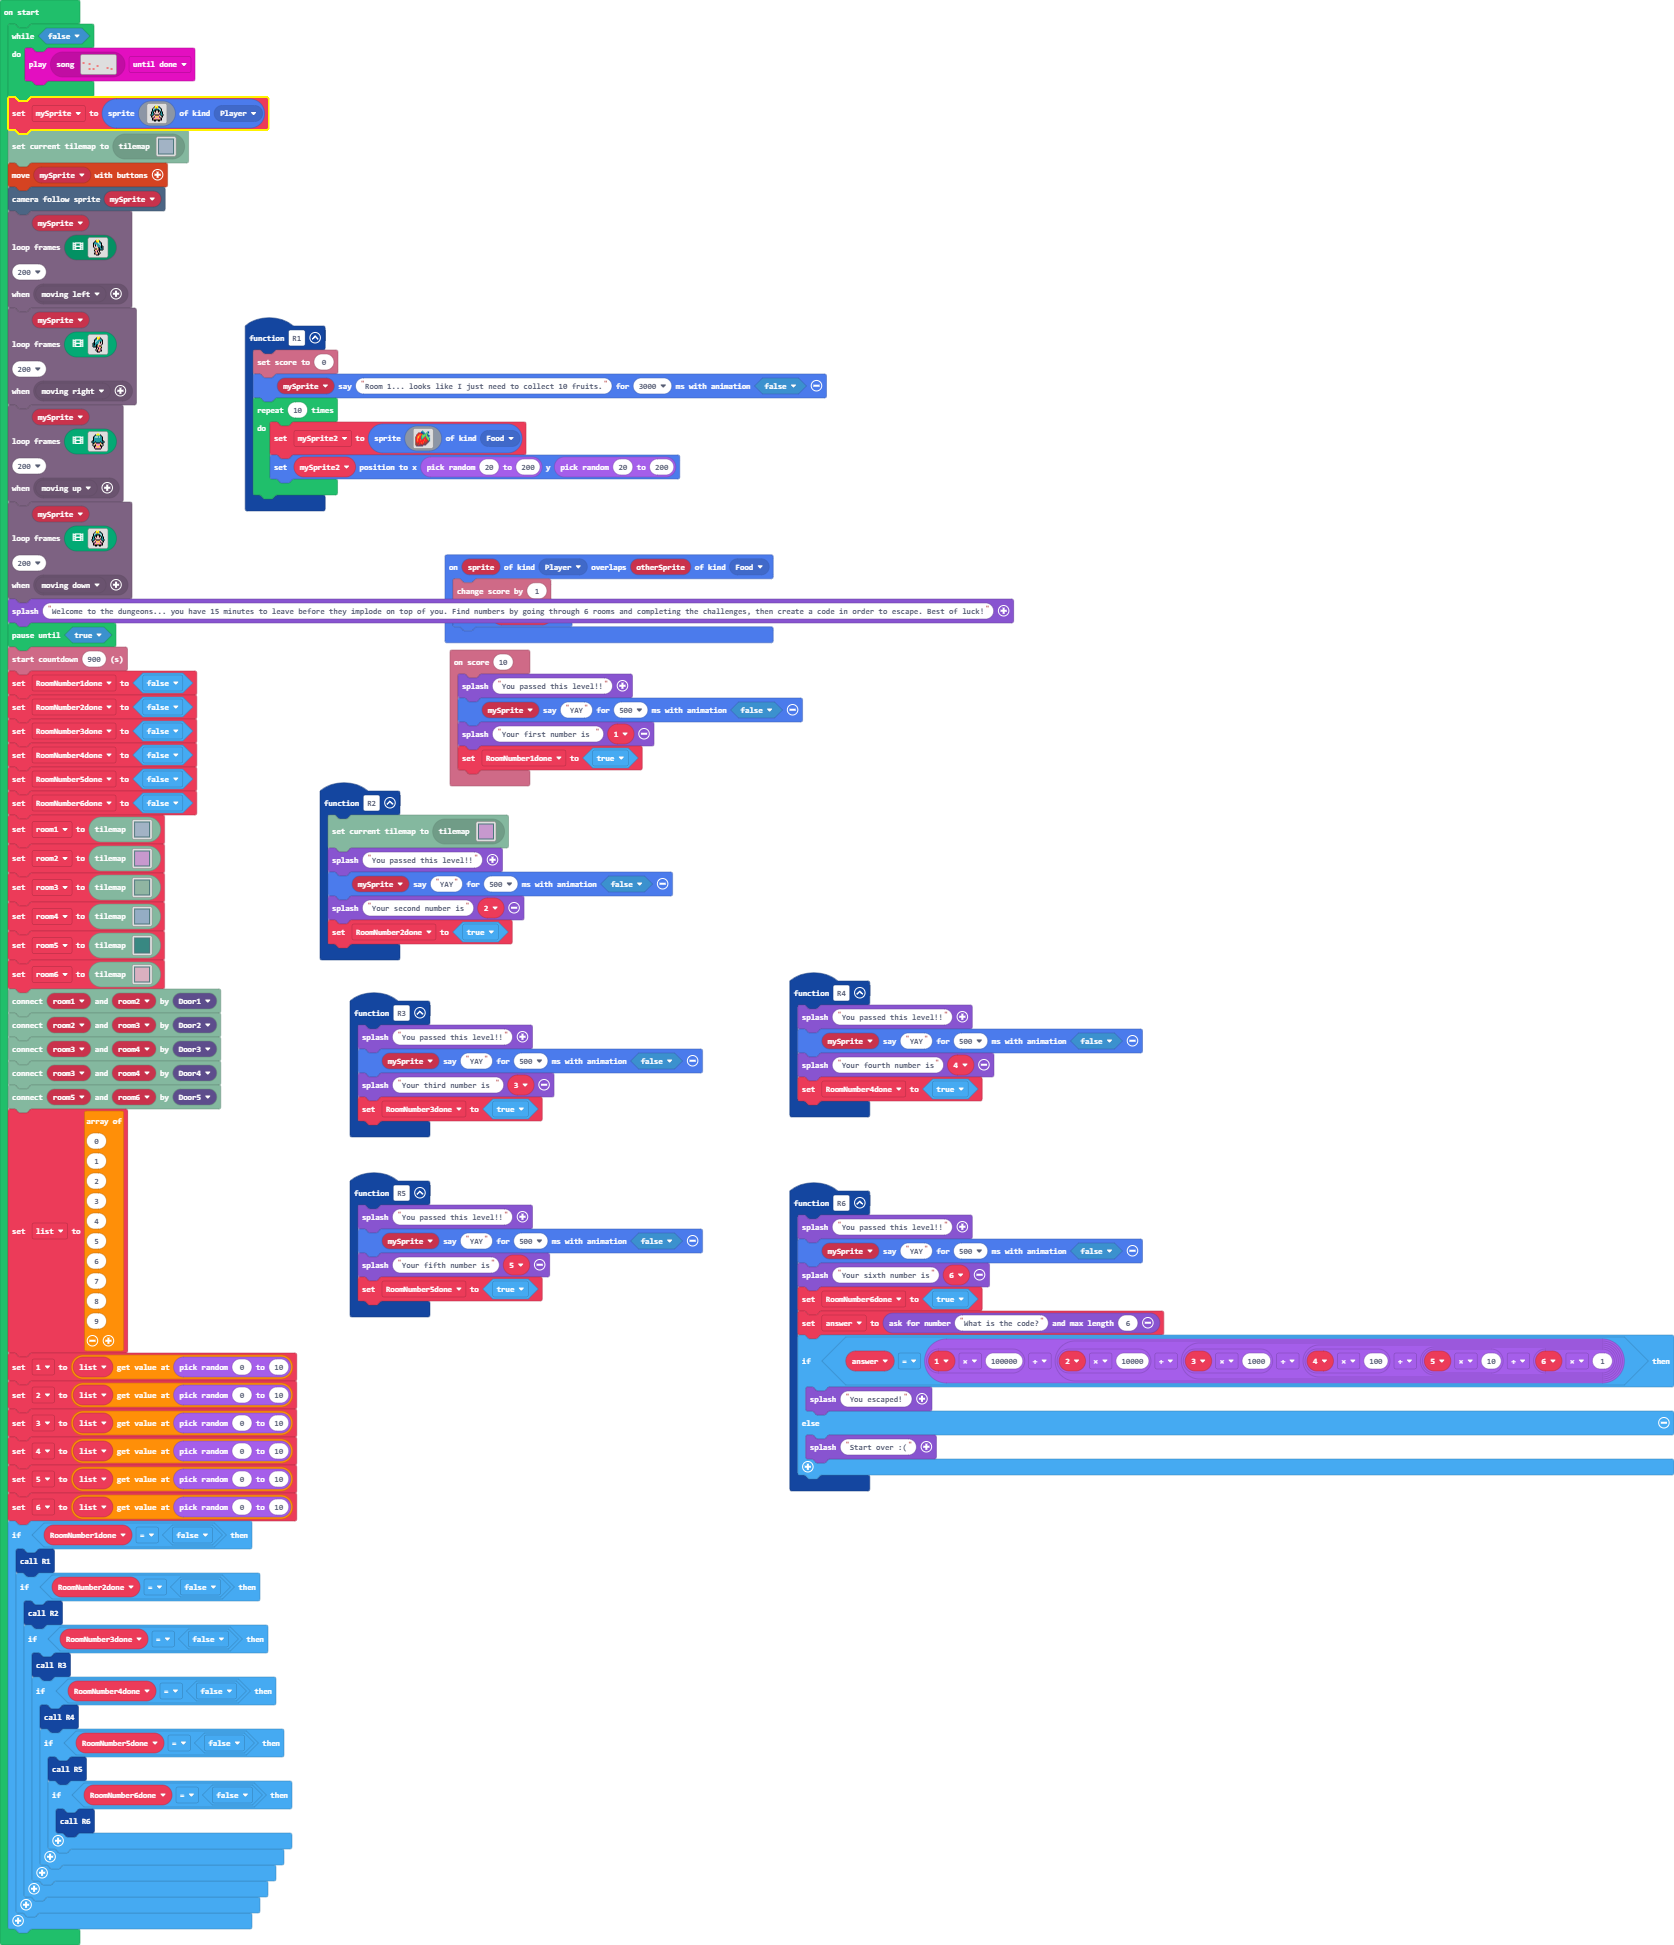 on start
while false
do
play song until done
set mySprite to sprite of kind Player
set current tilemap to tilemap
move mySprite with buttons
camera follow sprite mySprite
mySprite
loop frames
200
when moving left
mySprite
loop frames
200
when moving right
mySprite
loop frames
200
when moving up
mySprite
loop frames
200
when moving down
splash "Welcome to the dungeons... you have 15 minutes to leave before they implode on top of you. Find numbers by going through 6 rooms and completing the challenges, then create a code in order to escape. Best of luck!"
pause until true
start countdown 900 (s)
set RoomNumber1done to false
set RoomNumber2done to false
set RoomNumber3done to false
set RoomNumber4done to false
set RoomNumber5done to false
set RoomNumber6done to false
set room1 to tilemap
set room2 to tilemap
set room3 to tilemap
set room4 to tilemap
set room5 to tilemap
set room6 to tilemap
connect room1 and room2 by Door1
connect room2 and room3 by Door2
connect room3 and room4 by Door3
connect room3 and room4 by Door4
connect room5 and room6 by Door5
set list to array of
0
1
2
3
4
5
6
7
8
9
set 1 to list get value at pick random 0 to 10
set 2 to list get value at pick random 0 to 10
set 3 to list get value at pick random 0 to 10
set 4 to list get value at pick random 0 to 10
set 5 to list get value at pick random 0 to 10
set 6 to list get value at pick random 0 to 10
if RoomNumber1done = false then
call R1
if RoomNumber2done = false then
call R2
if RoomNumber3done = false then
call R3
if RoomNumber4done = false then
call R4
if RoomNumber5done = false then
call R5
if RoomNumber6done = false then
call R6
function R1
set score to 0
mySprite say "Room 1... looks like I just need to collect 10 fruits." for 3000 ms with animation false
repeat 10 times
do
set mySprite2 to sprite of kind Food
set mySprite2 position to x pick random 20 to 200 y pick random 20 to 200
on sprite of kind Player overlaps otherSprite of kind Food
change score by 1
on score 10
splash "You passed this level!!"
mySprite say "YAY" for 500 ms with animation false
splash "Your first number is " 1
set RoomNumber1done to true
function R2
set current tilemap to tilemap
splash "You passed this level!!"
mySprite say "YAY" for 500 ms with animation false
splash "Your second number is" 2
set RoomNumber2done to true
function R3
splash "You passed this level!!"
mySprite say "YAY" for 500 ms with animation false
splash "Your third number is " 3
set RoomNumber3done to true
function R4
splash "You passed this level!!"
mySprite say "YAY" for 500 ms with animation false
splash "Your fourth number is " 4
set RoomNumber4done to true
function R5
splash "You passed this level!!"
mySprite say "YAY" for 500 ms with animation false
splash "Your fifth number is " 5
set RoomNumber5done to true
function R6
splash "You passed this level!!"
mySprite say "YAY" for 500 ms with animation false
splash "Your sixth number is" 6
set RoomNumber6done to true
set answer to ask for number "What is the code?" and max length 6
if answer = 1 × 100000 + 2 × 10000 + 3 × 1000 + 4 × 100 + 5 × 10 + 6 × 1 then
splash "You escaped!"
else
splash "Start over :("